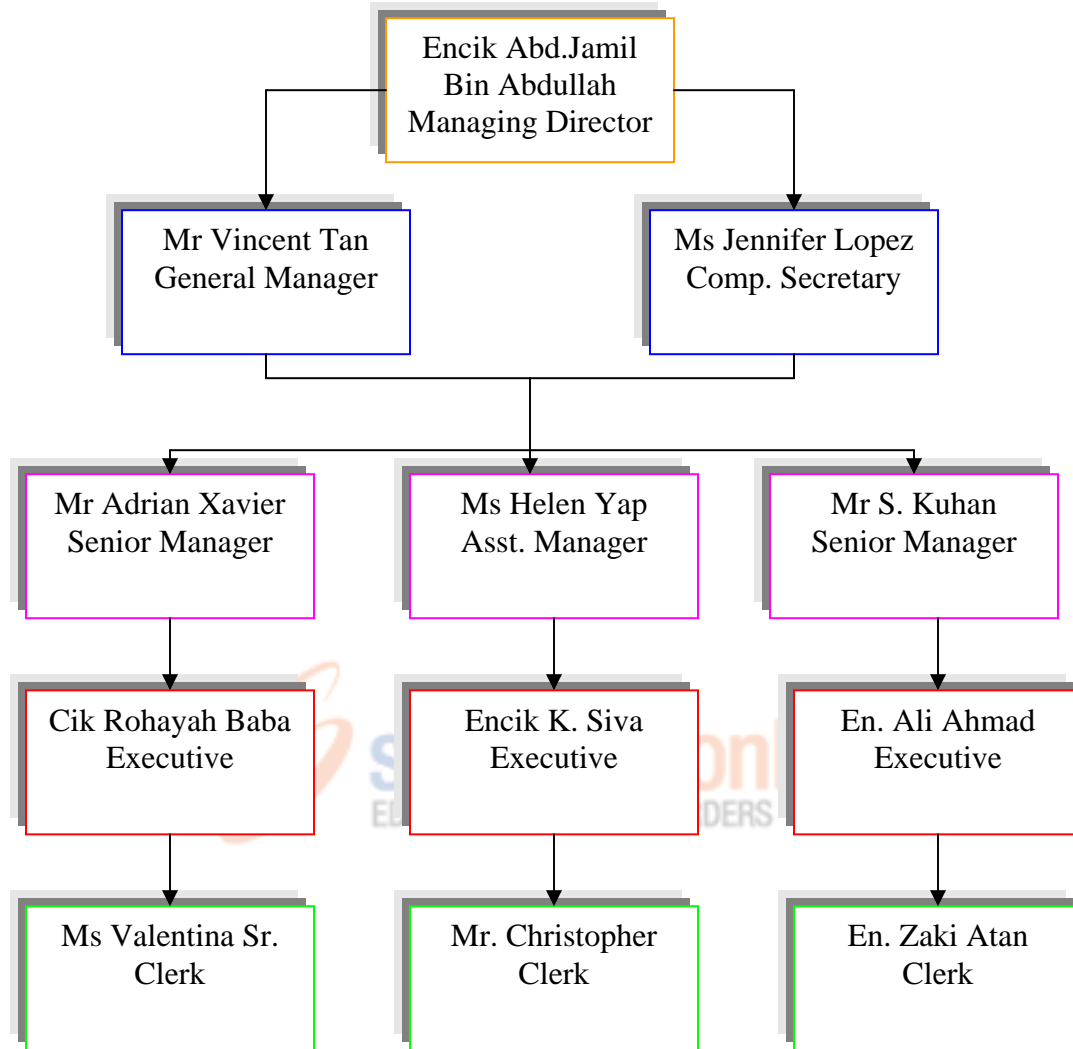 Encik Abd.Jamil
Bin Abdullah
Managing Director
Mr Vincent Tan
General Manager
Ms Jennifer Lopez
Comp. Secretary
Mr Adrian Xavier
Senior Manager
Ms Helen Yap
Asst. Manager
Mr S. Kuhan
Senior Manager
Cik Rohayah Baba
Executive
Encik K. Siva
Executive
En. Ali Ahmad
Executive
Ms Valentina Sr.
Clerk
Mr. Christopher
Clerk
En. Zaki Atan
Clerk